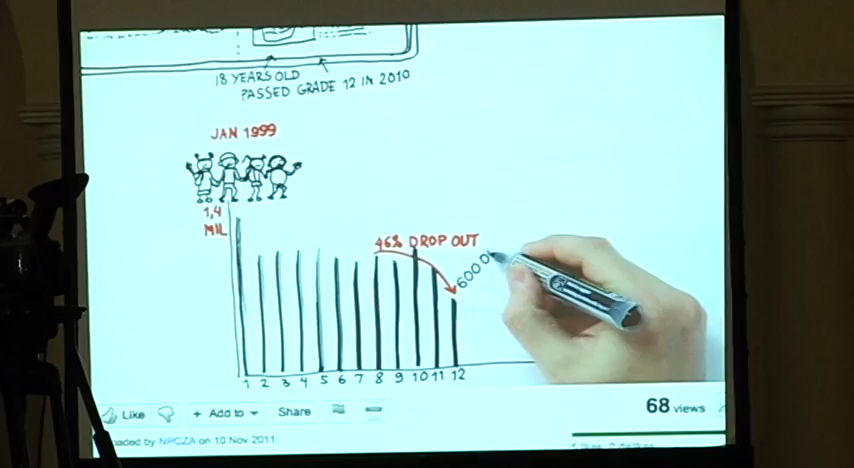 18 YEARS OLD
PASSED GRADE 12 IN 2010
JAN 1999
1,4
MIL
46% DROP OUT
6000
1 2 3 4 5 6 7 8 9 10 11 12
Like + Add to Share 68 views
by NPCZA on 10 Nov 2011